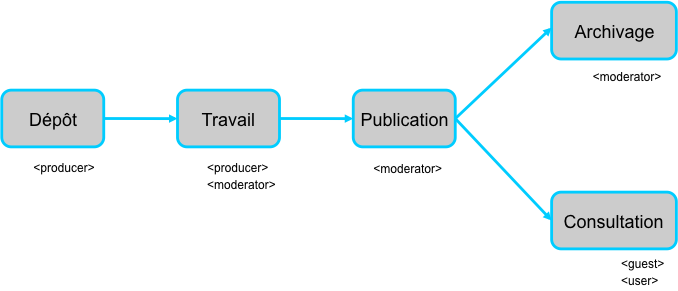 Archivage
<moderator>
Dépôt
<producer>
Travail
<producer>
<moderator>
Publication
<moderator>
Consultation
<guest>
<user>